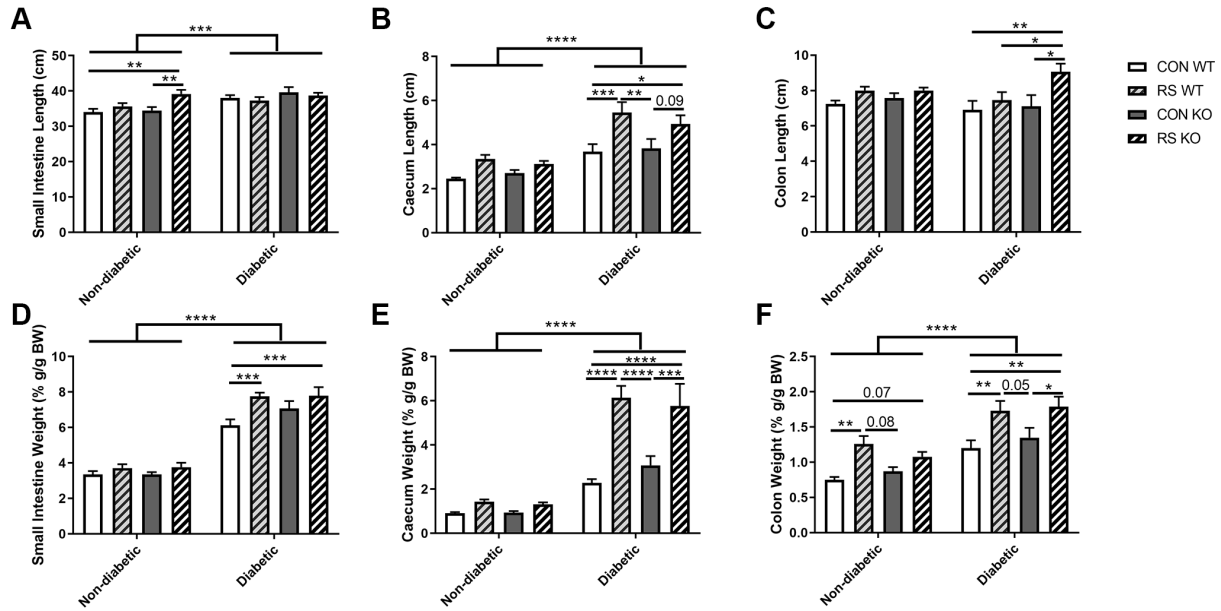 A
***
**
**
Small Intestine Length (cm)
50
40
30
20
10
0
Non-diabetic
Diabetic
B
****
*
*** **
0.09
Caecum Length (cm)
8
6
4
2
0
Non-diabetic
Diabetic
C
**
*
*
Colon Length (cm)
10
8
6
4
2
0
Non-diabetic
Diabetic
CON WT
RS WT
CON KO
RS KO
D
****
***
***
Small Intestine Weight (% g/g BW)
10
8
6
4
2
0
Non-diabetic
Diabetic
E
****
****
**** **** ***
Caecum Weight (% g/g BW)
8
6
4
2
0
Non-diabetic
Diabetic
F
****
**
0.07
** 0.05 *
** 0.08
Colon Weight (% g/g BW)
2.5
2.0
1.5
1.0
0.5
0.0
Non-diabetic
Diabetic